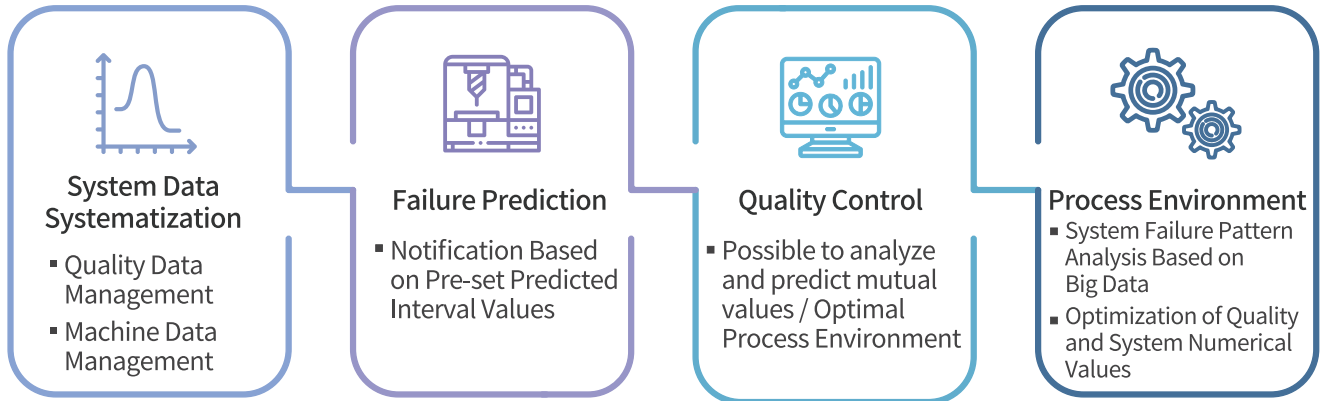 System Data
Systematization
▪ Quality Data
Management
▪ Machine Data
Management
Failure Prediction
▪ Notification Based
on Pre-set Predicted
Interval Values
Quality Control
▪ Possible to analyze
and predict mutual
values / Optimal
Process Environment
Process Environment
▪ System Failure Pattern
Analysis Based on
Big Data
▪ Optimization of Quality
and System Numerical
Values